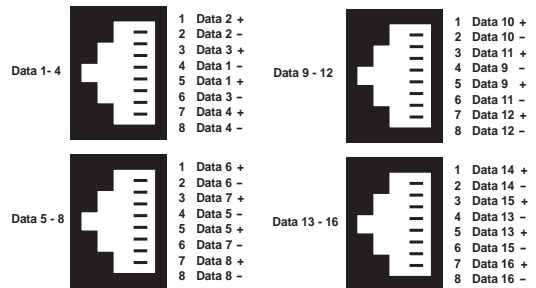 Data 1- 4
1 Data 2 +
2 Data 2 –
3 Data 3 +
4 Data 1 –
5 Data 1 +
6 Data 3 –
7 Data 4 +
8 Data 4 –
Data 9 - 12
1 Data 10 +
2 Data 10 –
3 Data 11 +
4 Data 9 –
5 Data 9 +
6 Data 11 –
7 Data 12 +
8 Data 12 –
Data 5 - 8
1 Data 6 +
2 Data 6 –
3 Data 7 +
4 Data 5 –
5 Data 5 +
6 Data 7 –
7 Data 8 +
8 Data 8 –
Data 13 - 16
1 Data 14 +
2 Data 14 –
3 Data 15 +
4 Data 13 –
5 Data 13 +
6 Data 15 –
7 Data 16 +
8 Data 16 –